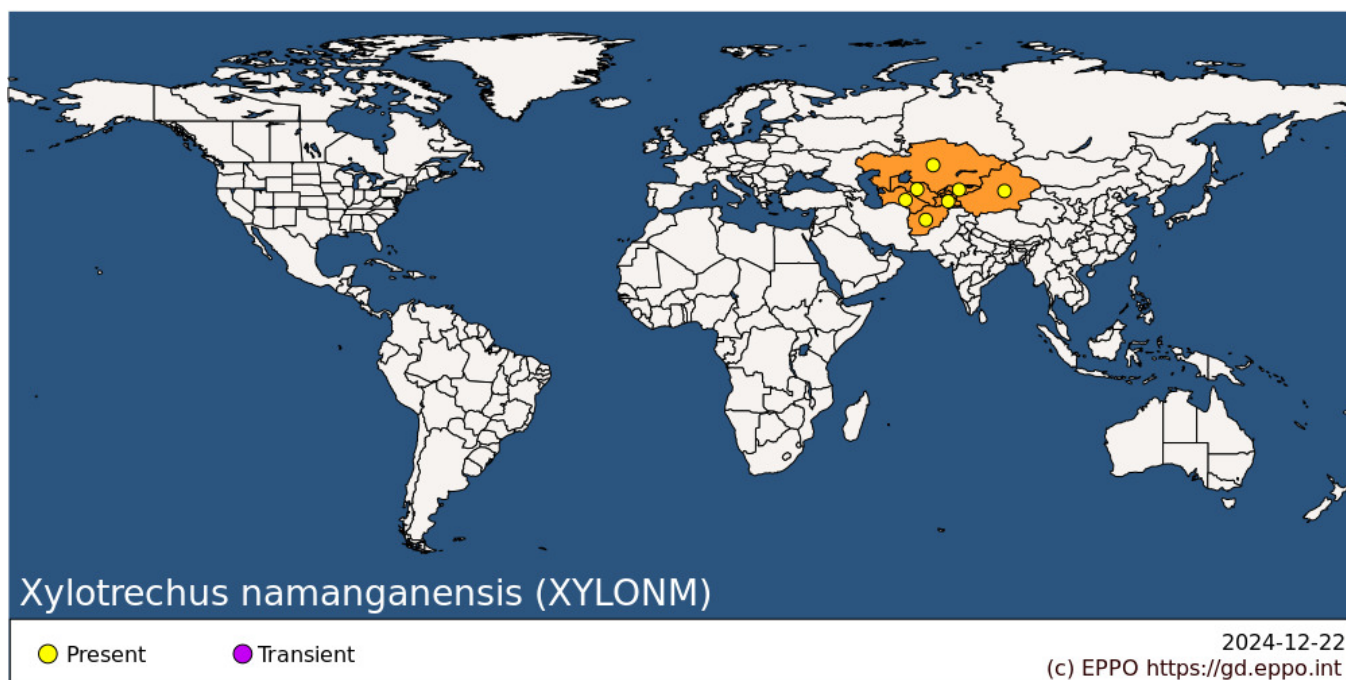 Xylotrechus namanganensis (XYLONM)
Present
Transient
2024-12-22
(c) EPPO https://gd.eppo.int